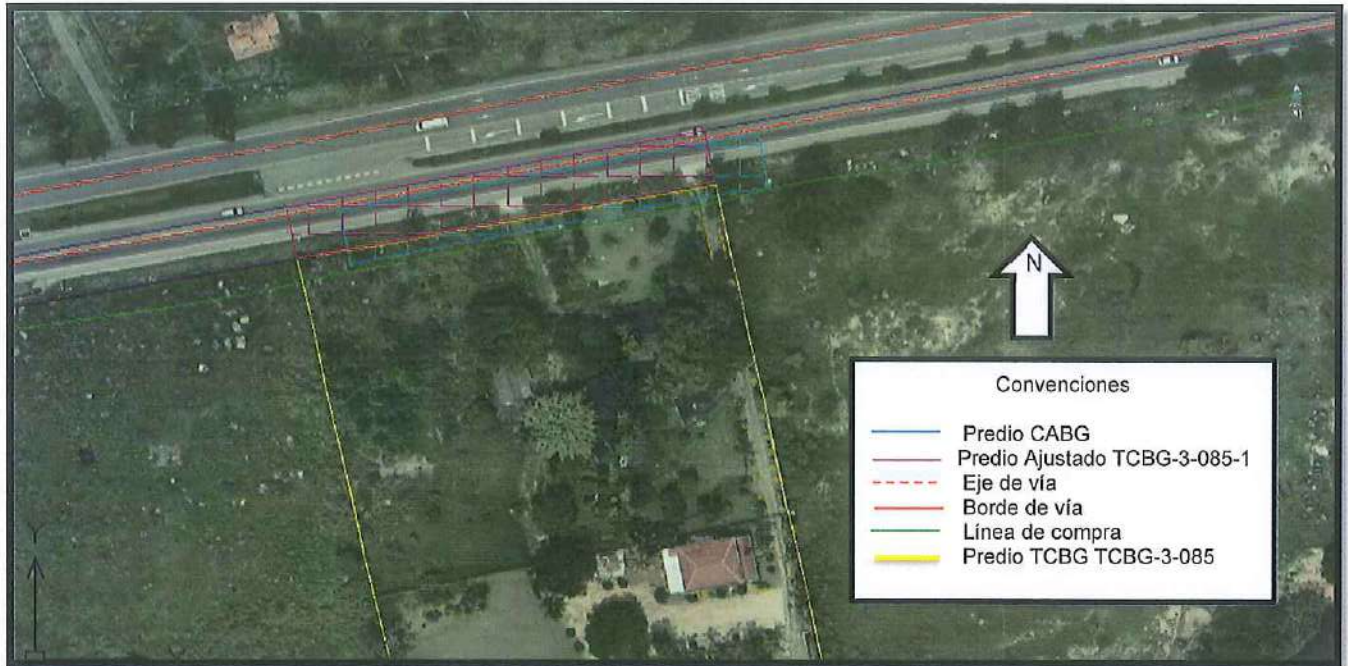 N
Convenciones
Predio CABG
Predio Ajustado TCBG-3-085-1
Eje de vía
Borde de vía
Línea de compra
Predio TCBG TCBG-3-085
Y